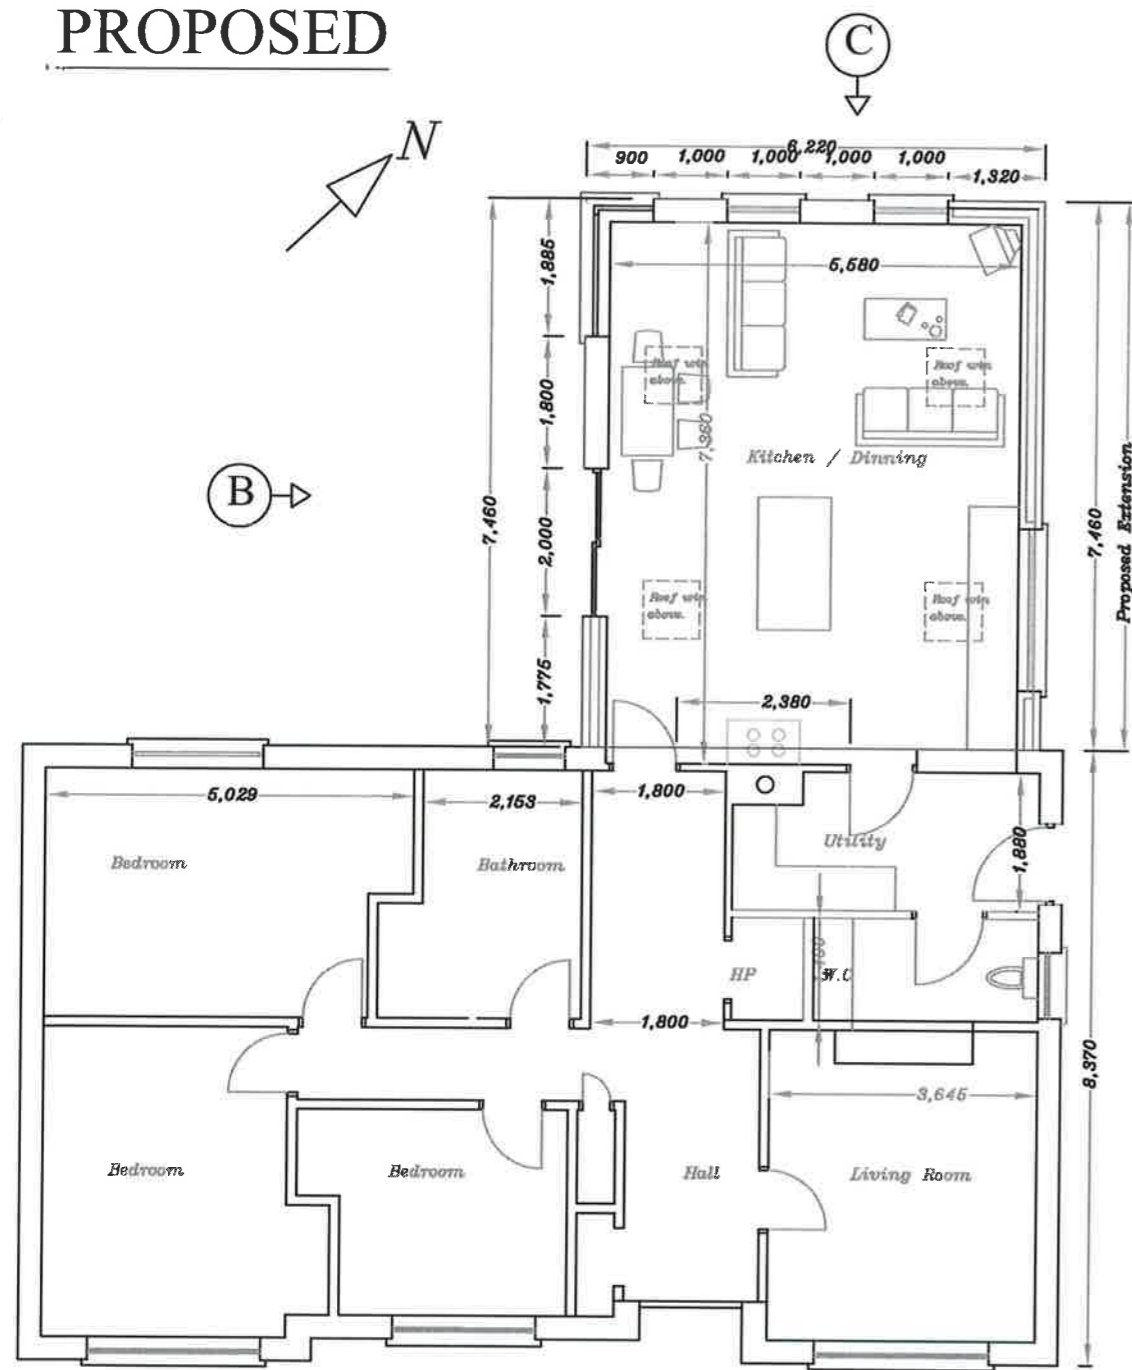 PROPOSED
C
N
6,220
900 1,000 1,000 1,000 1,000 1,320
1,885
5,580
Roof win
above.
Roof win
above.
1,800
7,360
Kitchen / Dinning
B
7,460
2,000
7,460
Proposed Extension
Roof win
above.
Roof win
above.
1,775
2,380
5,029
2,153
1,800
Bedroom
Bathroom
Utility
1,880
HP
W.C
1,800
8,370
3,645
Bedroom
Bedroom
Hall
Living Room